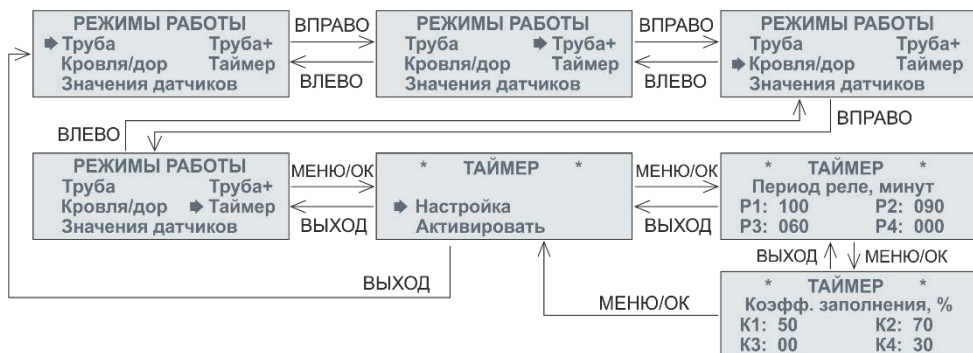 РЕЖИМЫ РАБОТЫ
Труба Труба+
Кровля/дор Таймер
Значения датчиков
ВПРАВО
ВЛЕВО
РЕЖИМЫ РАБОТЫ
Труба Труба+
Кровля/дор Таймер
Значения датчиков
ВПРАВО
ВЛЕВО
РЕЖИМЫ РАБОТЫ
Труба Труба+
Кровля/дор Таймер
Значения датчиков
ВЛЕВО
ВПРАВО
РЕЖИМЫ РАБОТЫ
Труба Труба+
Кровля/дор Таймер
Значения датчиков
МЕНЮ/ОК
ВЫХОД
* ТАЙМЕР *
Настройка
Активировать
МЕНЮ/ОК
ВЫХОД
* ТАЙМЕР *
Период реле, минут
P1: 100 P2: 090
P3: 060 P4: 000
ВЫХОД
ВЫХОД
МЕНЮ/ОК
МЕНЮ/ОК
* ТАЙМЕР *
Коэфф. заполнения, %
К1: 50 К2: 70
К3: 00 К4: 30